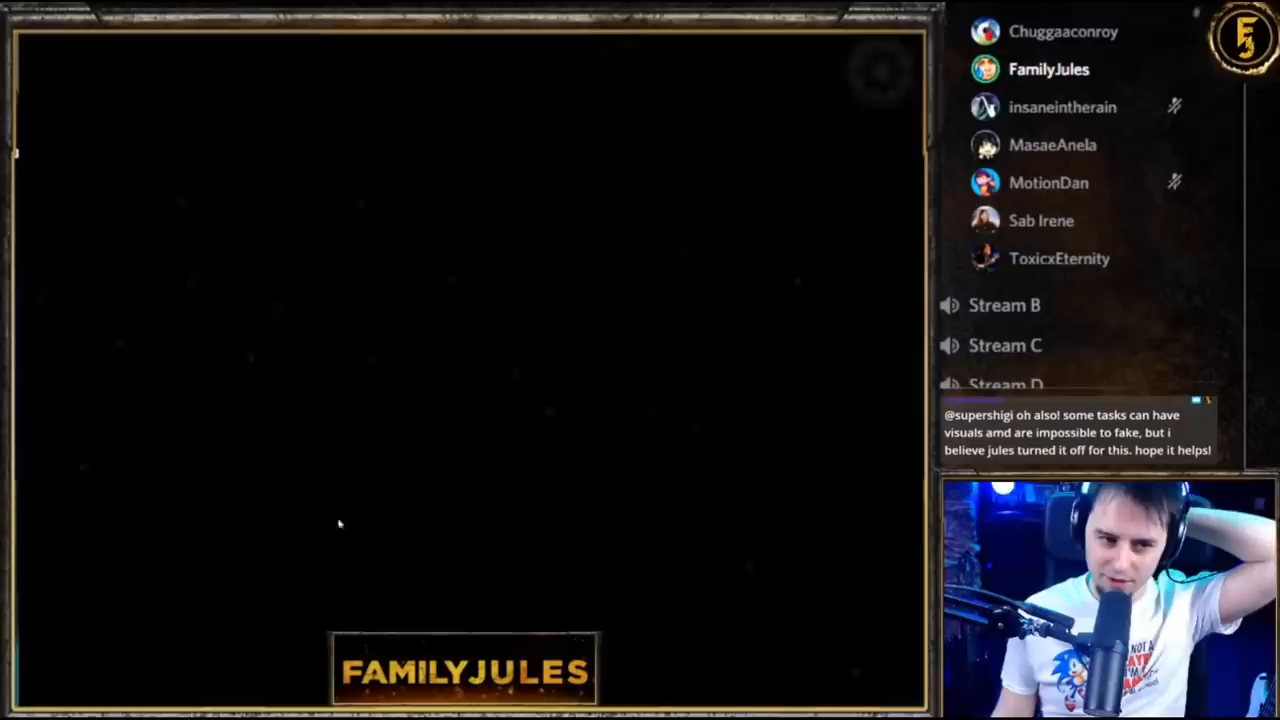 Chuggaaconroy
FamilyJules
insaneintherain
MasaeAnela
MotionDan
Sab Irene
ToxicxEternity
Stream B
Stream C
Stream D
@supershigi oh also! some tasks can have
visuals amd are impossible to fake, but i
believe jules turned it off for this. hope it helps!
FAMILYJULES